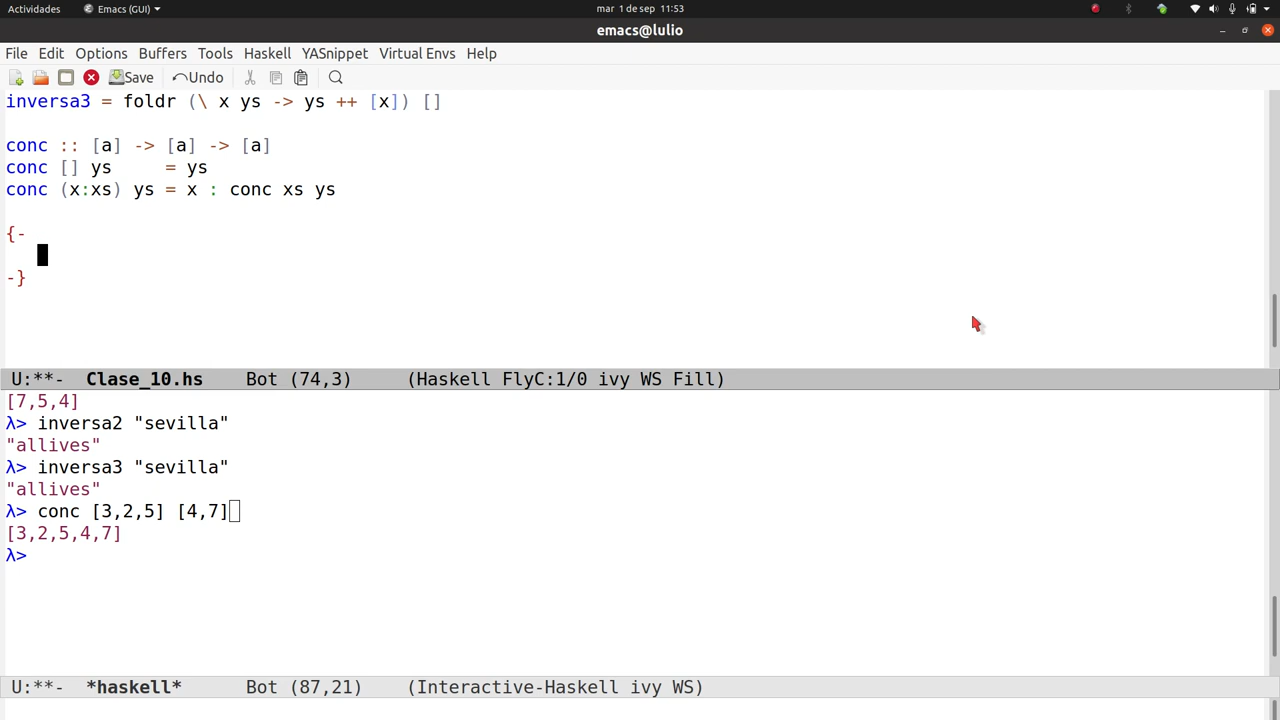 Actividades Emacs (GUI) mar 1 de sep 11:53
emacs@lulio
File Edit Options Buffers Tools Haskell YASnippet Virtual Envs Help
Save Undo
inversa3 = foldr (\ x ys -> ys ++ [x]) []
conc :: [a] -> [a] -> [a]
conc [] ys     = ys
conc (x:xs) ys = x : conc xs ys
{-
-}
U:**-  Clase_10.hs    Bot (74,3)    (Haskell FlyC:1/0 ivy WS Fill)
[7,5,4]
λ> inversa2 "sevilla"
"allives"
λ> inversa3 "sevilla"
"allives"
λ> conc [3,2,5] [4,7]
[3,2,5,4,7]
λ>
U:**-  *haskell*      Bot (87,21)   (Interactive-Haskell ivy WS)